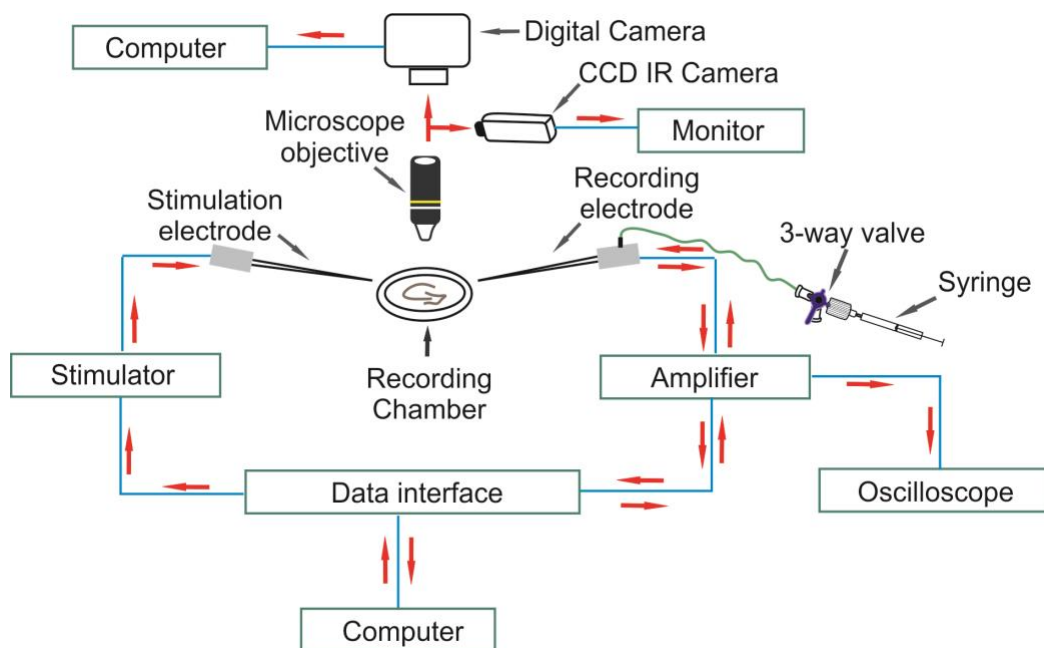 Computer
Digital Camera
CCD IR Camera
Monitor
Microscope
objective
Stimulation
electrode
Recording
electrode
3-way valve
Syringe
Stimulator
Recording
Chamber
Amplifier
Data interface
Oscilloscope
Computer